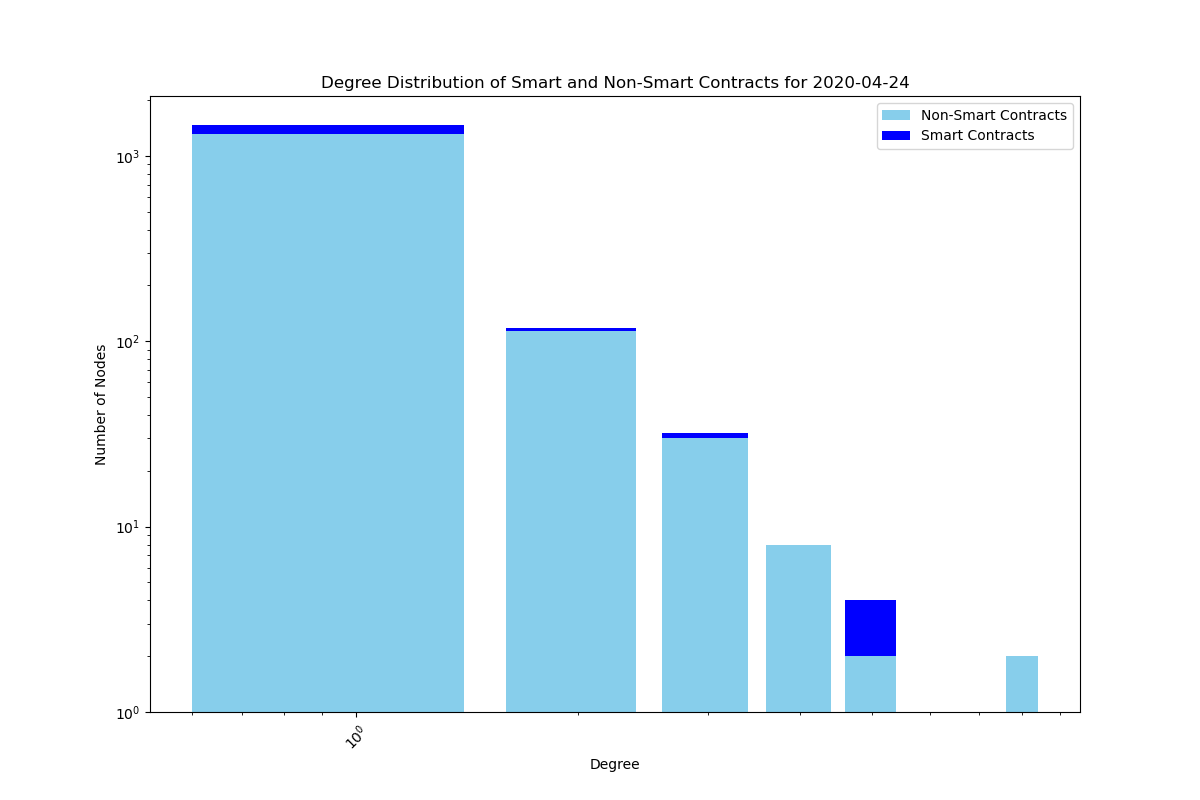 Degree Distribution of Smart and Non-Smart Contracts for 2020-04-24
Non-Smart Contracts
Smart Contracts
Number of Nodes
10³
10²
10¹
10⁰
10⁰
Degree